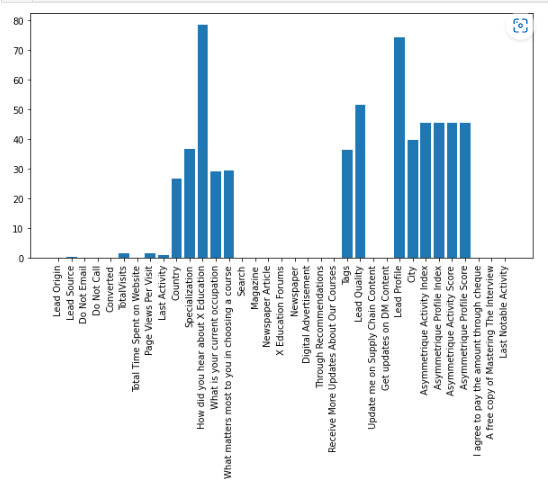 80
70
60
50
40
30
20
10
0
Lead Origin
Lead Source
Do Not Email
Do Not Call
Converted
TotalVisits
Total Time Spent on Website
Page Views Per Visit
Last Activity
Country
Specialization
How did you hear about X Education
What is your current occupation
What matters most to you in choosing a course
Search
Magazine
Newspaper Article
X Education Forums
Newspaper
Digital Advertisement
Through Recommendations
Receive More Updates About Our Courses
Tags
Lead Quality
Update me on Supply Chain Content
Get updates on DM Content
Lead Profile
City
Asymmetrique Activity Index
Asymmetrique Profile Index
Asymmetrique Activity Score
Asymmetrique Profile Score
I agree to pay the amount through cheque
A free copy of Mastering The Interview
Last Notable Activity